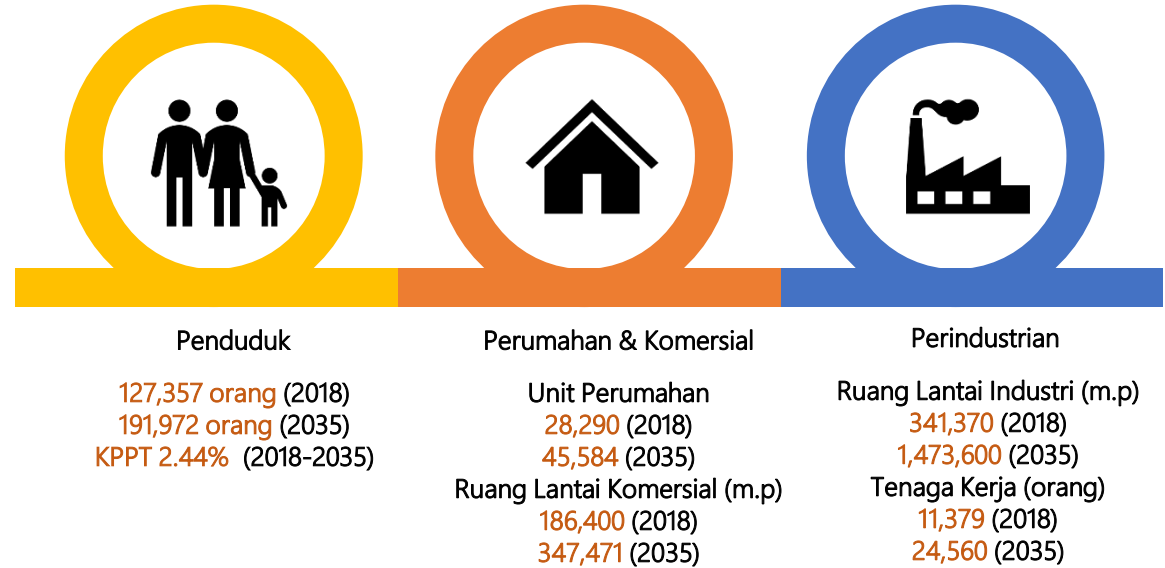 Penduduk
127,357 orang (2018)
191,972 orang (2035)
KPPT 2.44% (2018-2035)
Perumahan & Komersial
Unit Perumahan
28,290 (2018)
45,584 (2035)
Ruang Lantai Komersial (m.p)
186,400 (2018)
347,471 (2035)
Perindustrian
Ruang Lantai Industri (m.p)
341,370 (2018)
1,473,600 (2035)
Tenaga Kerja (orang)
11,379 (2018)
24,560 (2035)